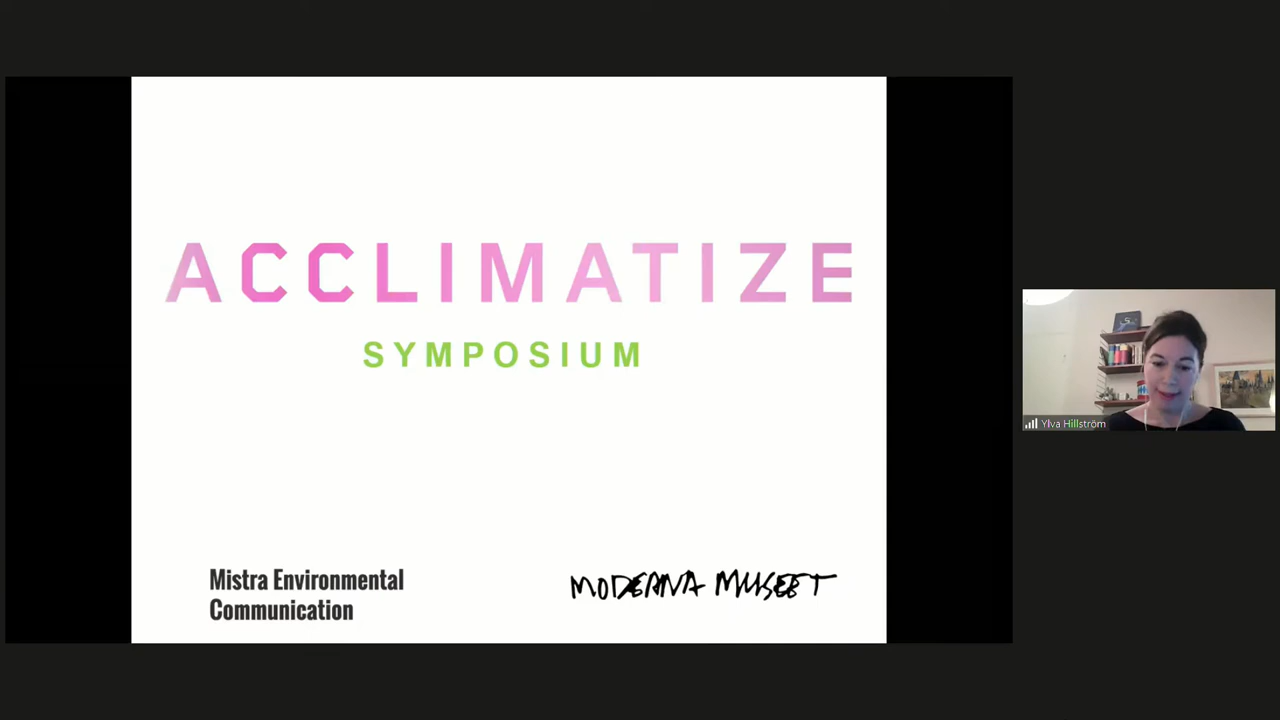 ACCLIMATIZE
SYMPOSIUM
Mistra Environmental
Communication
MODERNA MUSEET
Ylva Hillström